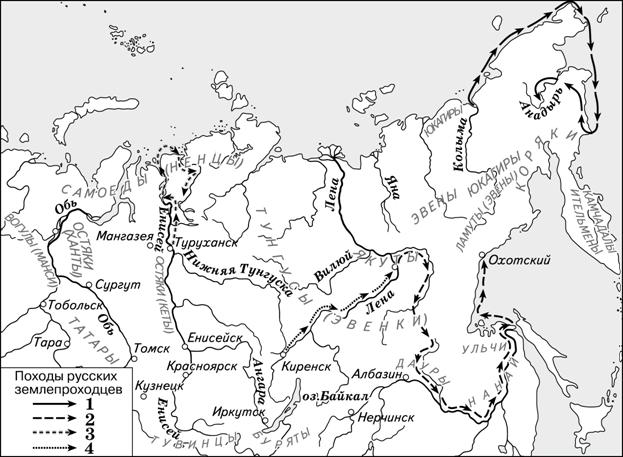 ЮКАГИРЫ
Колыма
Анадырь
КОРЯКИ
САМОЕДЫ (НЕНЦЫ)
ЭВЕНЫ ЮКАГИРЫ
ЛАМУТЫ (ЭВЕНЫ)
КАМЧАДАЛЫ
ИТЕЛЬМЕНЫ
Обь
Енисей
Лена
Яна
ВОГУЛЫ (МАНСИ)
ОСТЯКИ
(ХАНТЫ)
Мангазея
Туруханск
ОСТЯКИ (КЕТЫ)
ТУНГУСЫ
(ЭВЕНКИ)
Нижняя Тунгуска
Вилюй
ЯКУТЫ
Лена
Охотский
Сургут
Обь
Тобольск
ТАТАРЫ
Тара
Томск
Енисейск
Красноярск
Ангара
Киренск
Албазин
ДАУРЫ
УЛЬЧИ
НАНАЙ
Кузнецк
Енисей
Иркутск
оз.Байкал
Нерчинск
ТУВИНЦЫ
БУРЯТЫ
Походы русских
землепроходцев
1
2
3
4